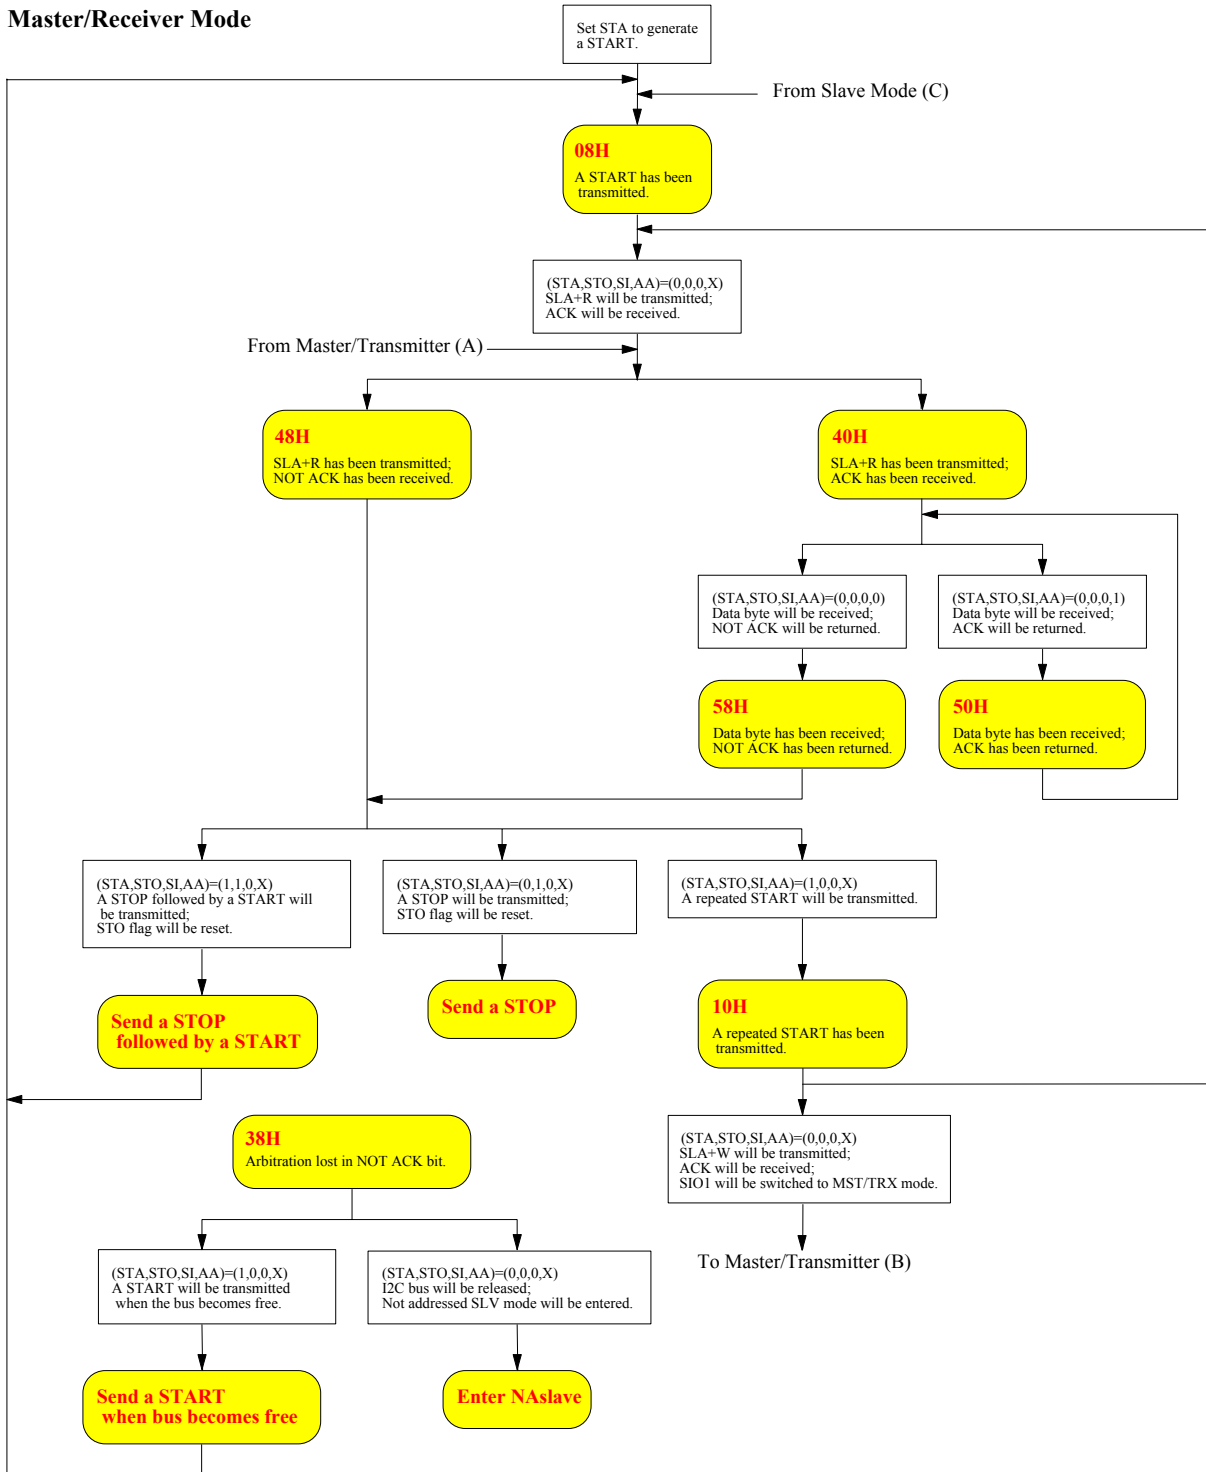 Master/Receiver Mode
Set STA to generate
a START.
From Slave Mode (C)
08H
A START has been
transmitted.
(STA,STO,SI,AA)=(0,0,0,X)
SLA+R will be transmitted;
ACK will be received.
From Master/Transmitter (A)
48H
SLA+R has been transmitted;
NOT ACK has been received.
40H
SLA+R has been transmitted;
ACK has been received.
(STA,STO,SI,AA)=(0,0,0,0)
Data byte will be received;
NOT ACK will be returned.
(STA,STO,SI,AA)=(0,0,0,1)
Data byte will be received;
ACK will be returned.
58H
Data byte has been received;
NOT ACK has been returned.
50H
Data byte has been received;
ACK has been returned.
(STA,STO,SI,AA)=(1,1,0,X)
A STOP followed by a START will
be transmitted;
STO flag will be reset.
(STA,STO,SI,AA)=(0,1,0,X)
A STOP will be transmitted;
STO flag will be reset.
(STA,STO,SI,AA)=(1,0,0,X)
A repeated START will be transmitted.
Send a STOP
followed by a START
Send a STOP
10H
A repeated START has been
transmitted.
38H
Arbitration lost in NOT ACK bit.
(STA,STO,SI,AA)=(0,0,0,X)
SLA+W will be transmitted;
ACK will be received;
SIO1 will be switched to MST/TRX mode.
To Master/Transmitter (B)
(STA,STO,SI,AA)=(1,0,0,X)
A START will be transmitted
when the bus becomes free.
(STA,STO,SI,AA)=(0,0,0,X)
I2C bus will be released;
Not addressed SLV mode will be entered.
Send a START
when bus becomes free
Enter NAslave